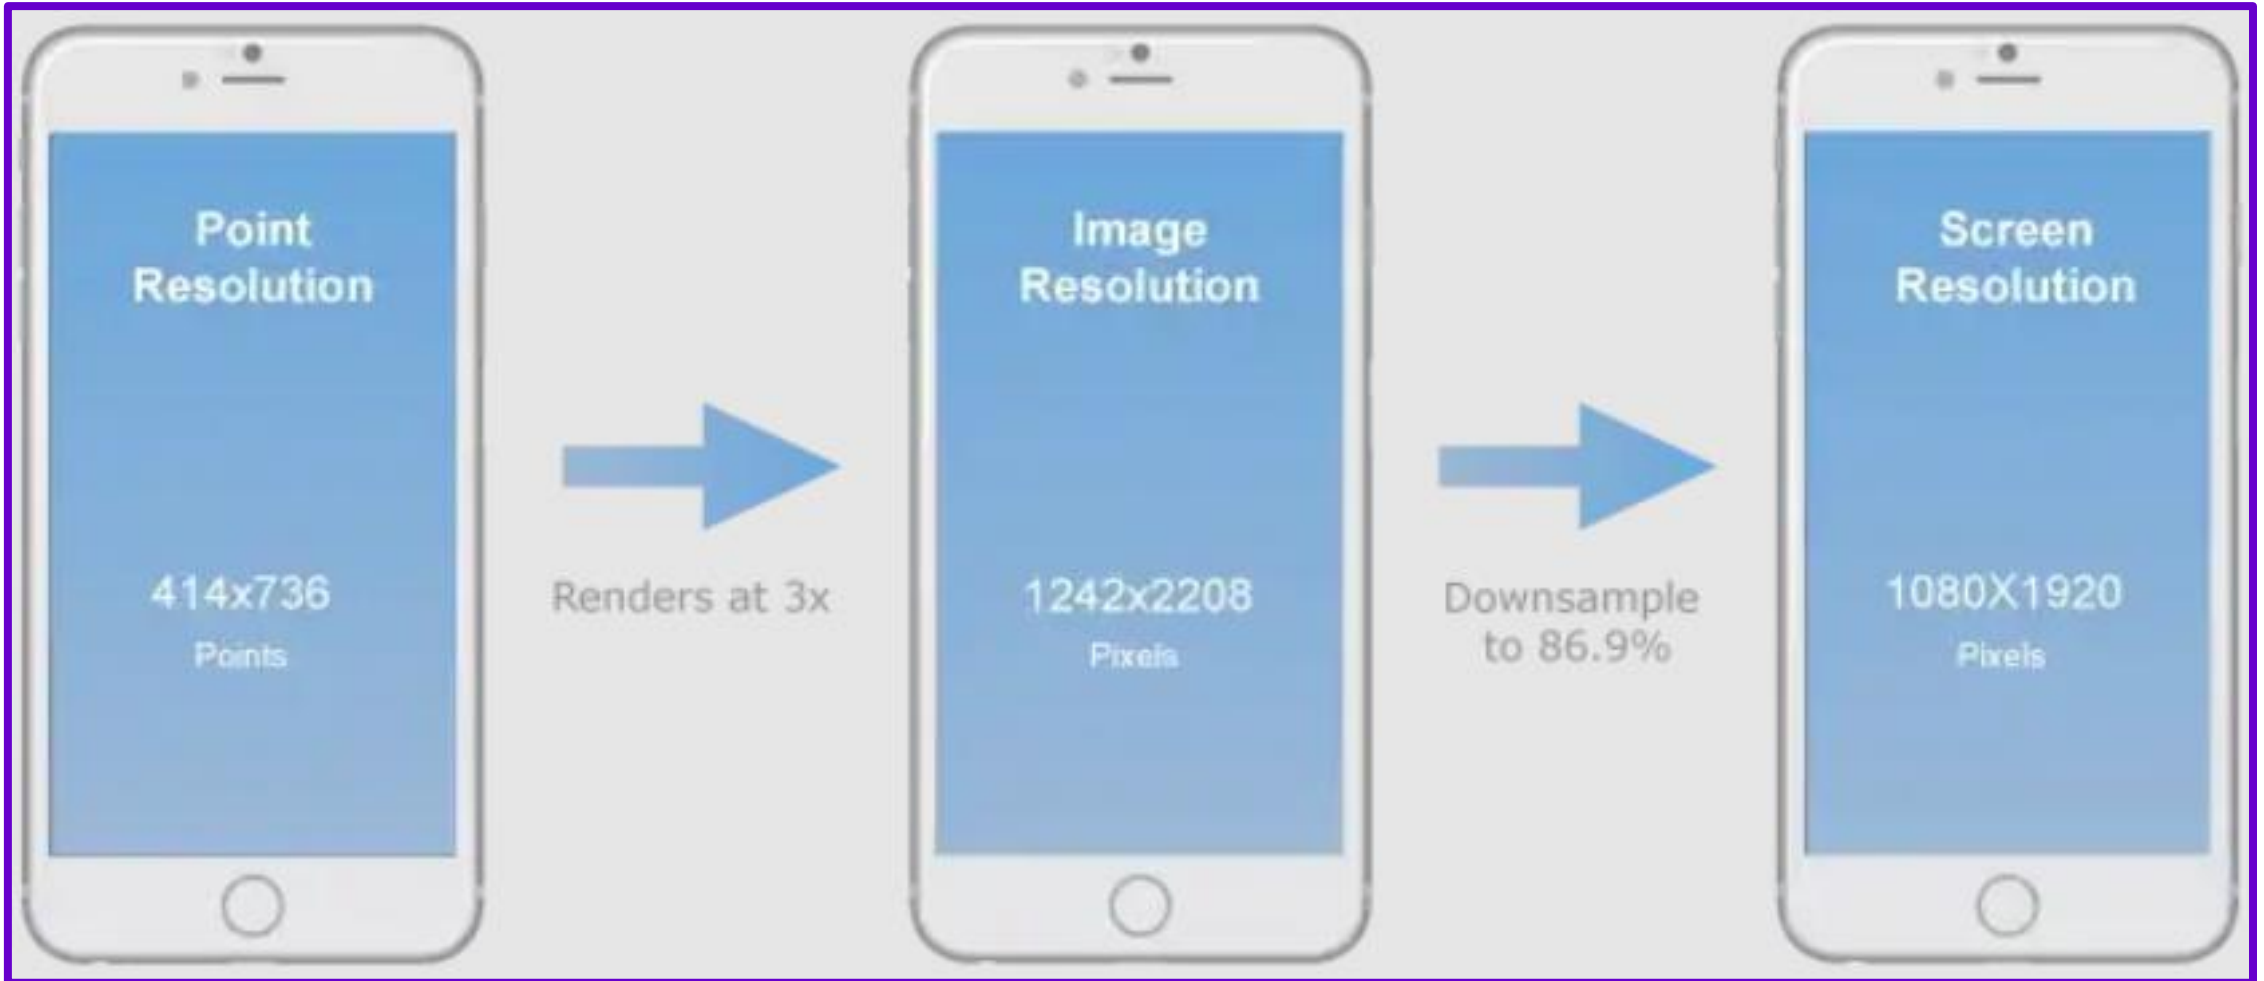 Point
Resolution
414x736
Points
Renders at 3x
Image
Resolution
1242x2208
Pixels
Downsample
to 86.9%
Screen
Resolution
1080X1920
Pixels